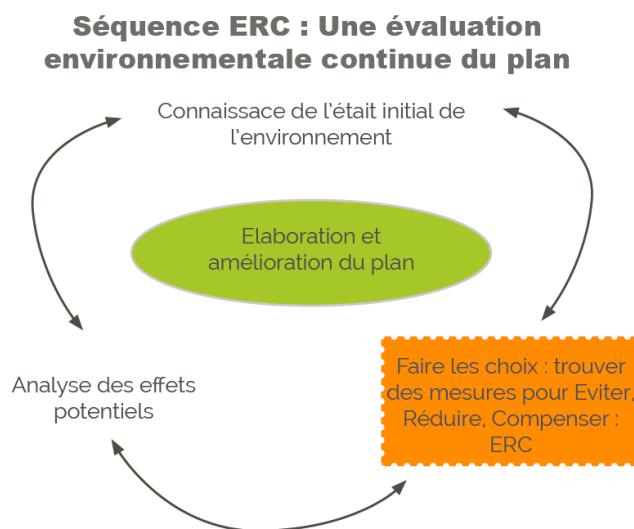 Séquence ERC : Une évaluation
environnementale continue du plan
Connaissace de l'était initial de
l'environnement
Elaboration et
amélioration du plan
Analyse des effets
potentiels
Faire les choix : trouver
des mesures pour Eviter,
Réduire, Compenser :
ERC